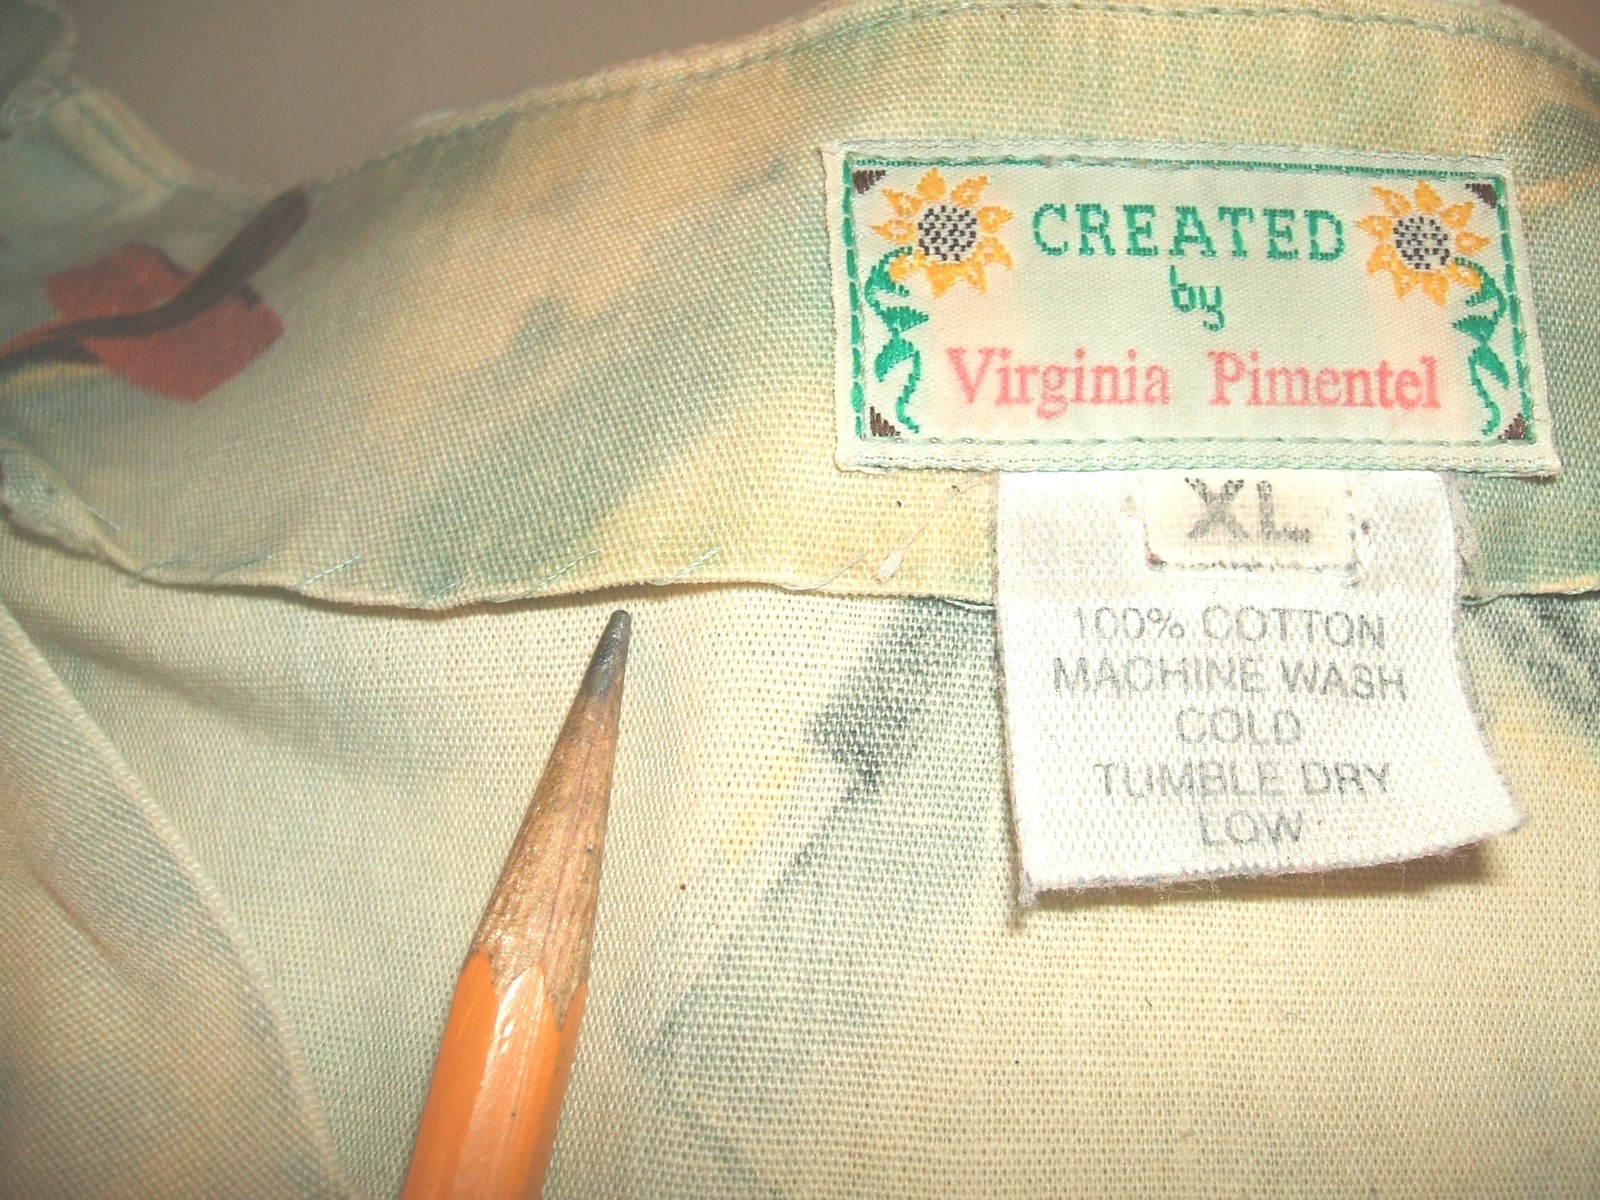 CREATED
by
Virginia Pimentel
XL
100% COTTON
MACHINE WASH
COLD
TUMBLE DRY
LOW